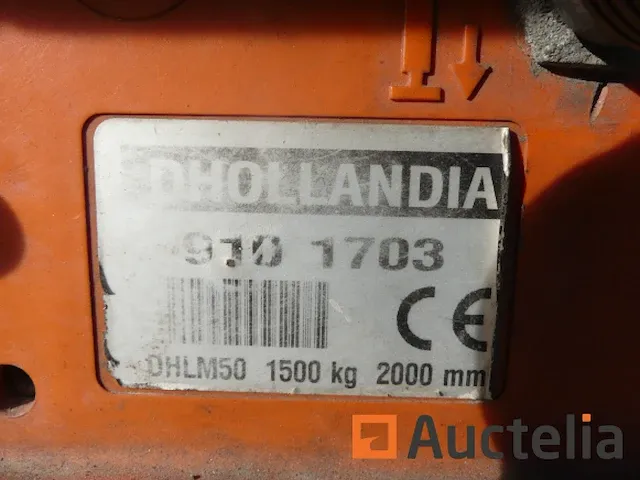 DHOLLANDIA
910 1703
CE
DHLM50 1500 kg 2000 mm
Auctelia